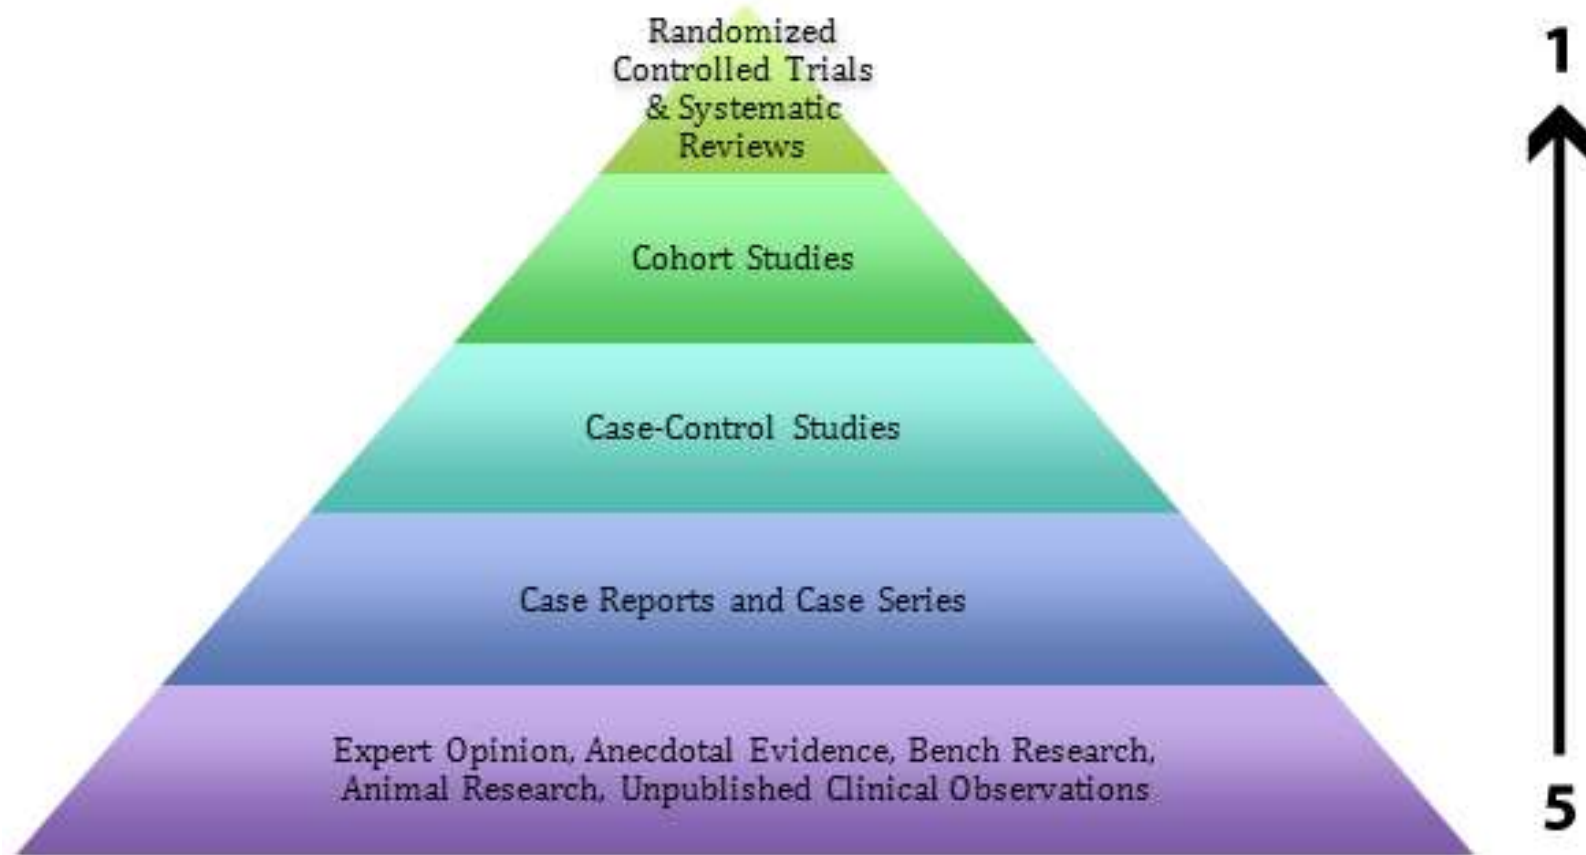 Randomized
Controlled Trials
& Systematic
Reviews
1
Cohort Studies
Case-Control Studies
Case Reports and Case Series
Expert Opinion, Anecdotal Evidence, Bench Research,
Animal Research, Unpublished Clinical Observations
5